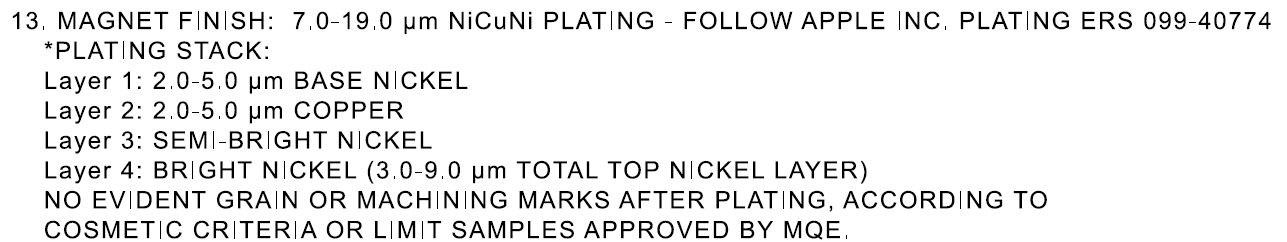 13. MAGNET FINISH: 7.0-19.0 µm NiCuNi PLATING - FOLLOW APPLE INC. PLATING ERS 099-40774
*PLATING STACK:
Layer 1: 2.0-5.0 µm BASE NICKEL
Layer 2: 2.0-5.0 µm COPPER
Layer 3: SEMI-BRIGHT NICKEL
Layer 4: BRIGHT NICKEL (3.0-9.0 µm TOTAL TOP NICKEL LAYER)
NO EVIDENT GRAIN OR MACHINING MARKS AFTER PLATING, ACCORDING TO
COSMETIC CRITERIA OR LIMIT SAMPLES APPROVED BY MQE.